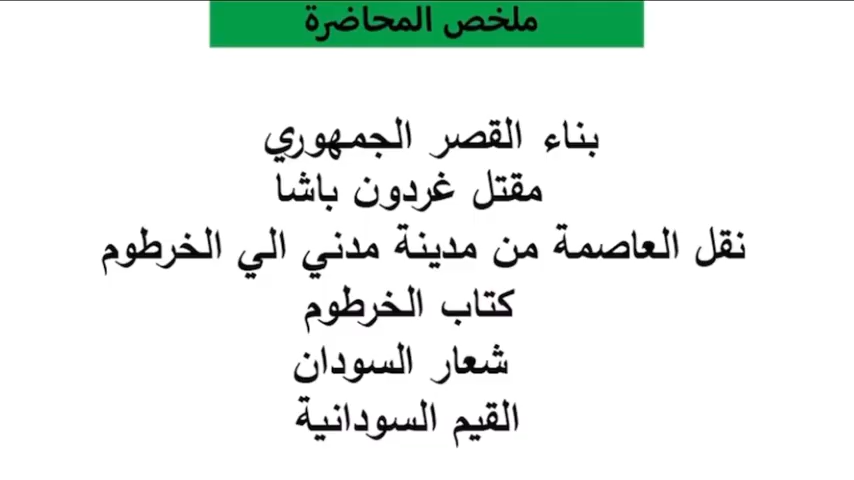 ملخص المحاضرة
بناء القصر الجمهوري
مقتل غردون باشا
نقل العاصمة من مدينة مدني الي الخرطوم
كتاب الخرطوم
شعار السودان
القيم السودانية